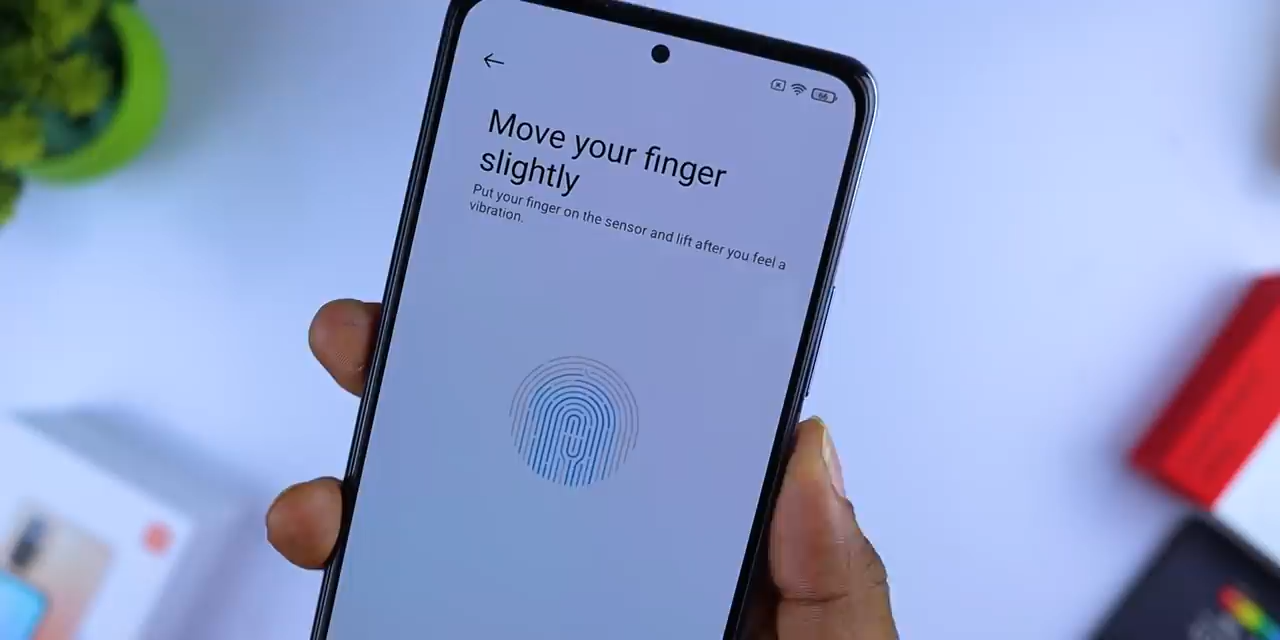 Move your finger
slightly
Put your finger on the sensor and lift after you feel a
vibration.